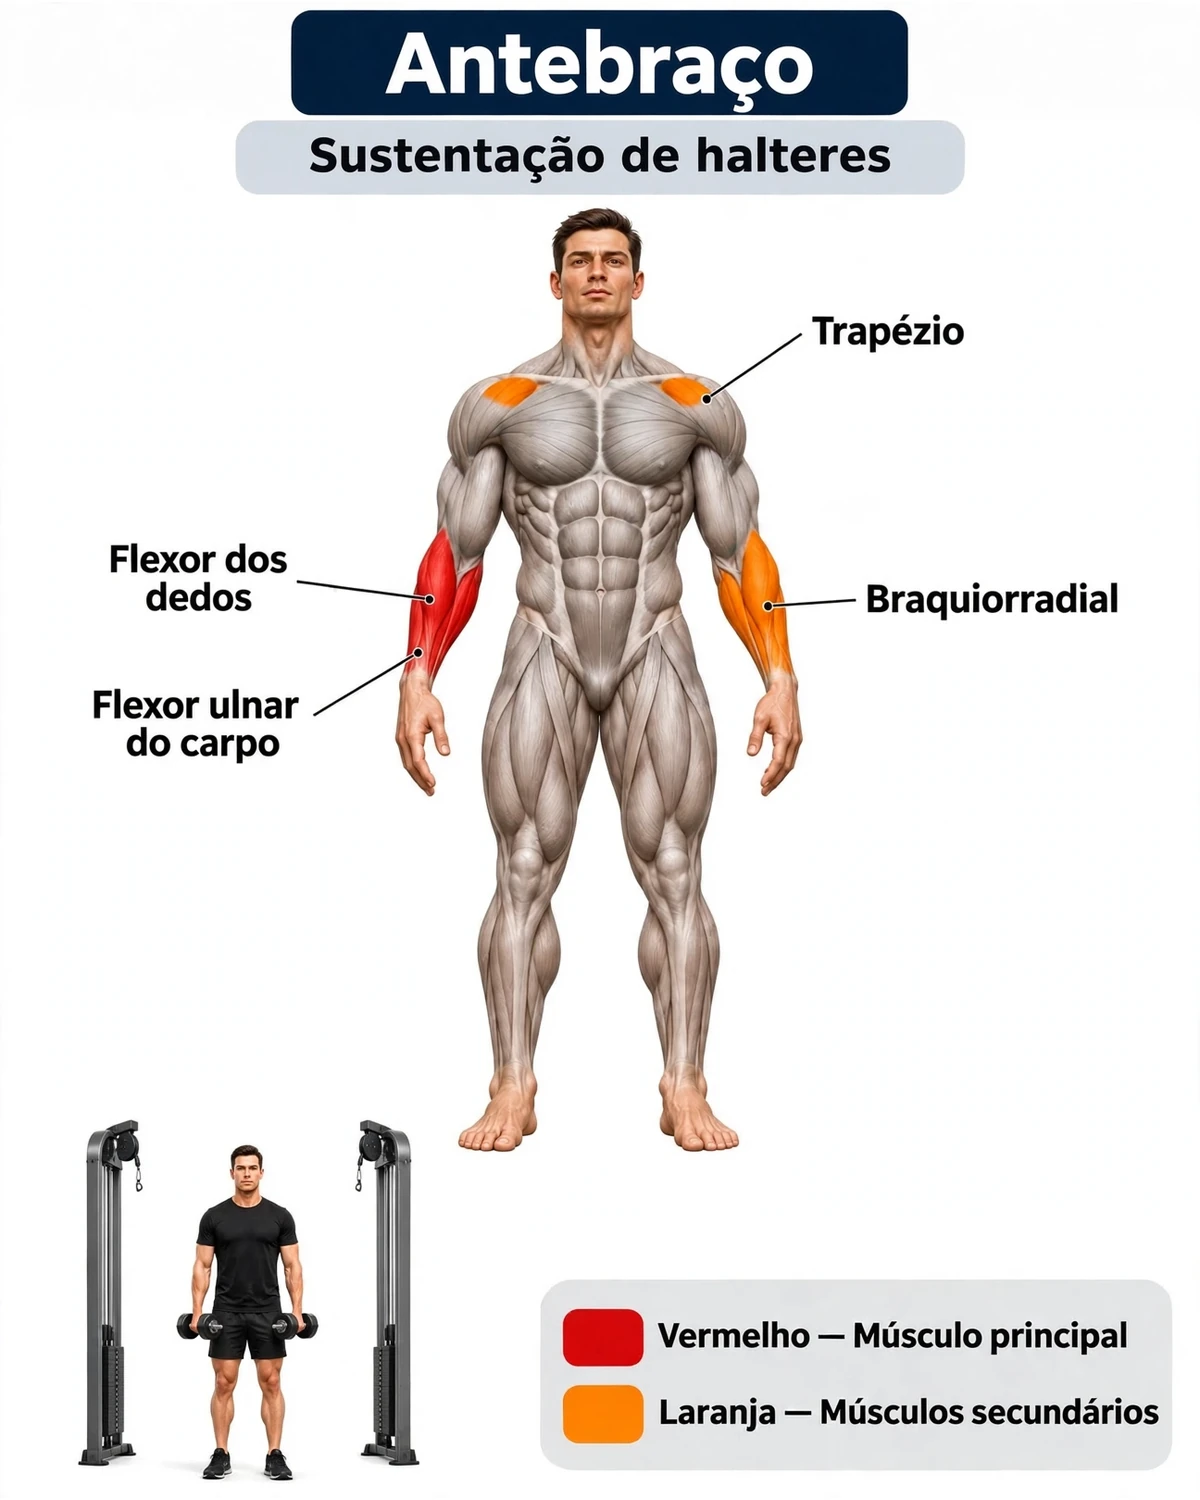 Antebraço
Sustentação de halteres
Trapézio
Flexor dos
dedos
Braquiorradial
Flexor ulnar
do carpo
Vermelho — Músculo principal
Laranja — Músculos secundários